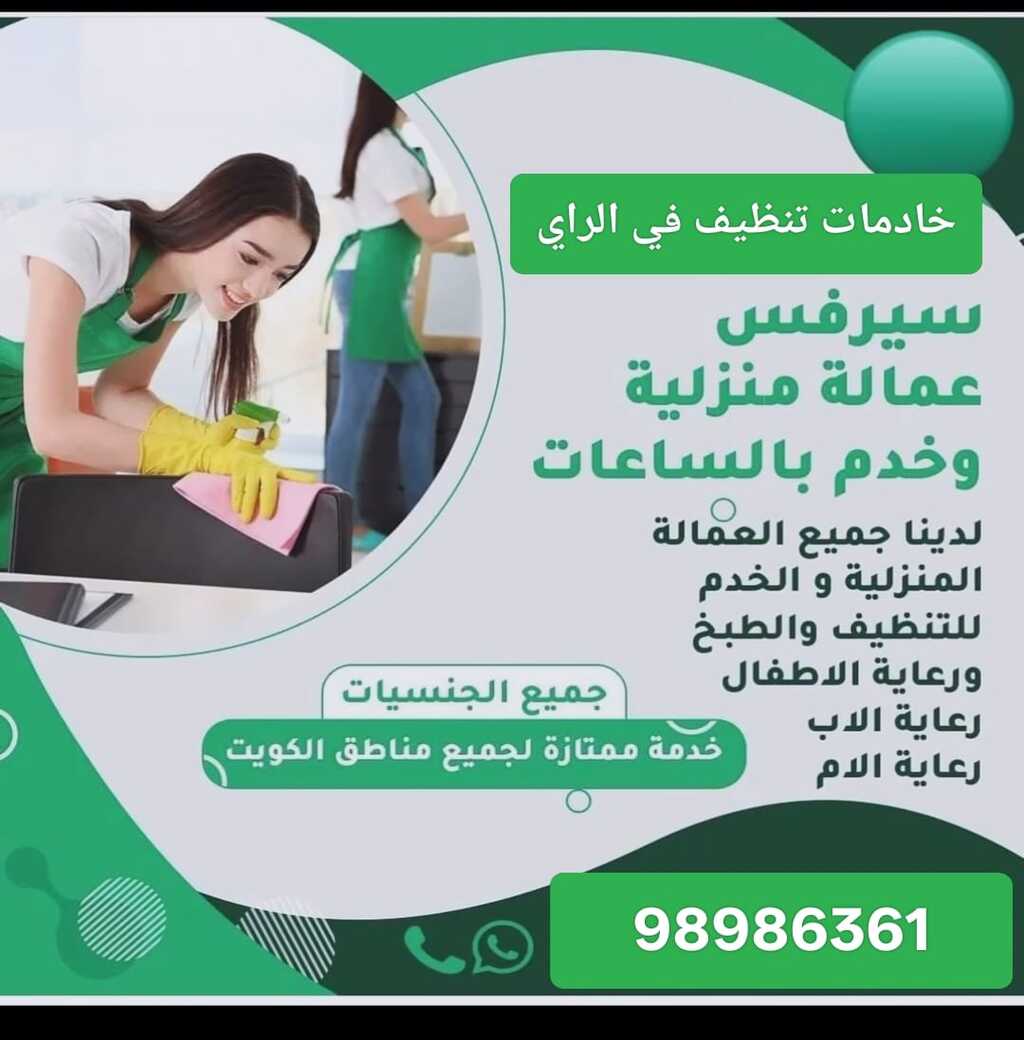 خادمات تنظيف في الراي
سيرفس
عمالة منزلية
وخدم بالساعات
لدينا جميع العمالة
المنزلية و الخدم
للتنظيف والطبخ
ورعاية الاطفال
رعاية الاب
رعاية الام
جميع الجنسيات
خدمة ممتازة لجميع مناطق الكويت
98986361